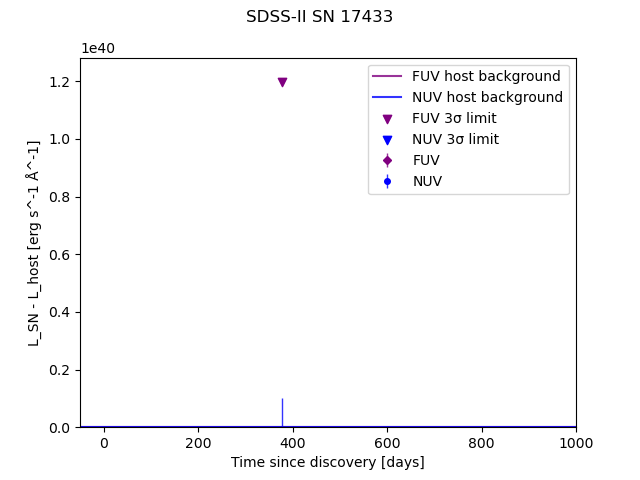 SDSS-II SN 17433
1e40
FUV host background
NUV host background
FUV 3σ limit
NUV 3σ limit
FUV
NUV
1.2
1.0
0.8
0.6
0.4
0.2
0.0
L_SN - L_host [erg s^-1 Å^-1]
0 200 400 600 800 1000
Time since discovery [days]